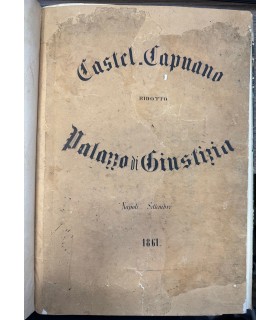 Castel Capuano
RIDOTTO
A
Palazzo di Giustizia
Napoli Settembre
1861.